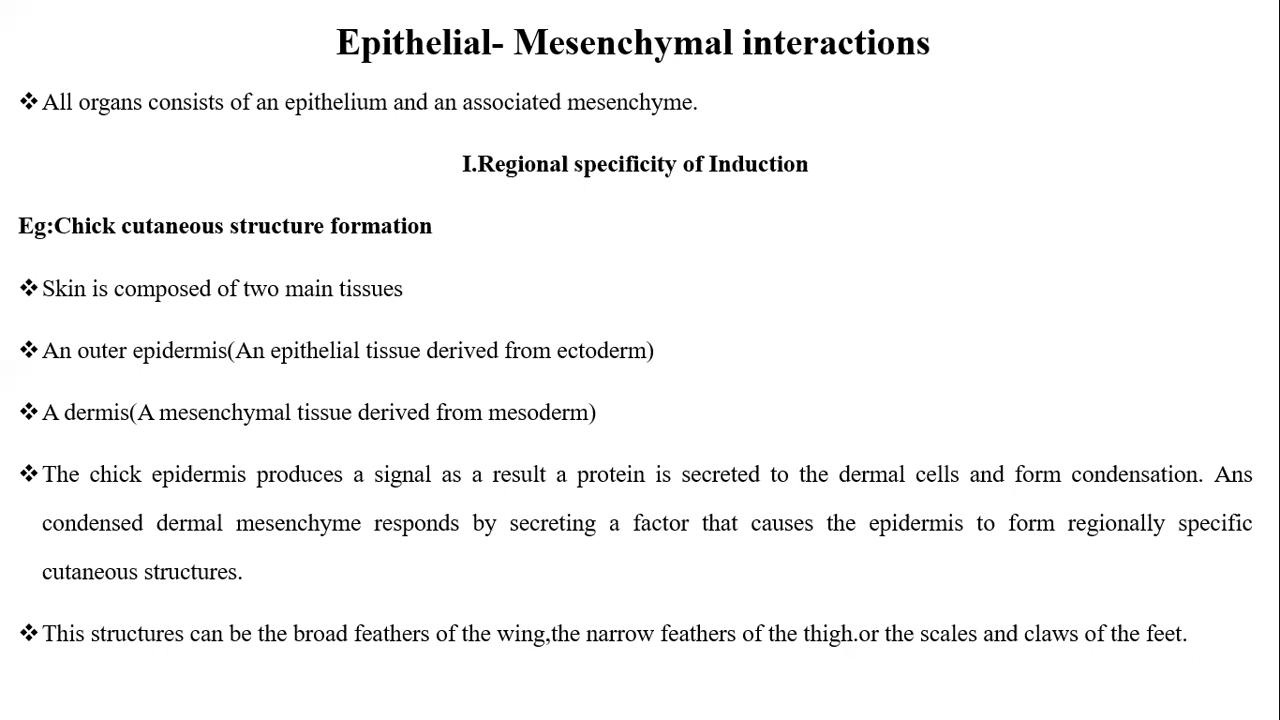 Epithelial- Mesenchymal interactions
❖All organs consists of an epithelium and an associated mesenchyme.
I.Regional specificity of Induction
Eg:Chick cutaneous structure formation
❖Skin is composed of two main tissues
❖An outer epidermis(An epithelial tissue derived from ectoderm)
❖A dermis(A mesenchymal tissue derived from mesoderm)
❖The chick epidermis produces a signal as a result a protein is secreted to the dermal cells and form condensation. Ans
condensed dermal mesenchyme responds by secreting a factor that causes the epidermis to form regionally specific
cutaneous structures.
❖This structures can be the broad feathers of the wing,the narrow feathers of the thigh.or the scales and claws of the feet.